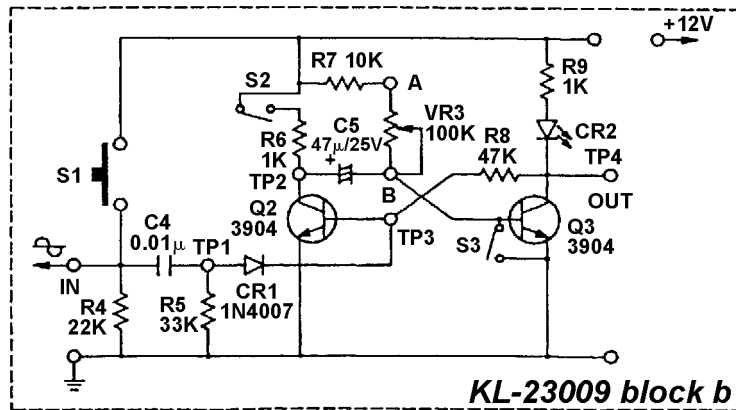 +12V
R7 10K
A
R9
1K
S2
VR3
100K
C5
47μ/25V
+
R6
1K
R8
47K
CR2
TP4
S1
TP2
B
OUT
Q2
3904
Q3
3904
C4
0.01μ
TP1
TP3
S3
IN
CR1
1N4007
R4
22K
R5
33K
KL-23009 block b